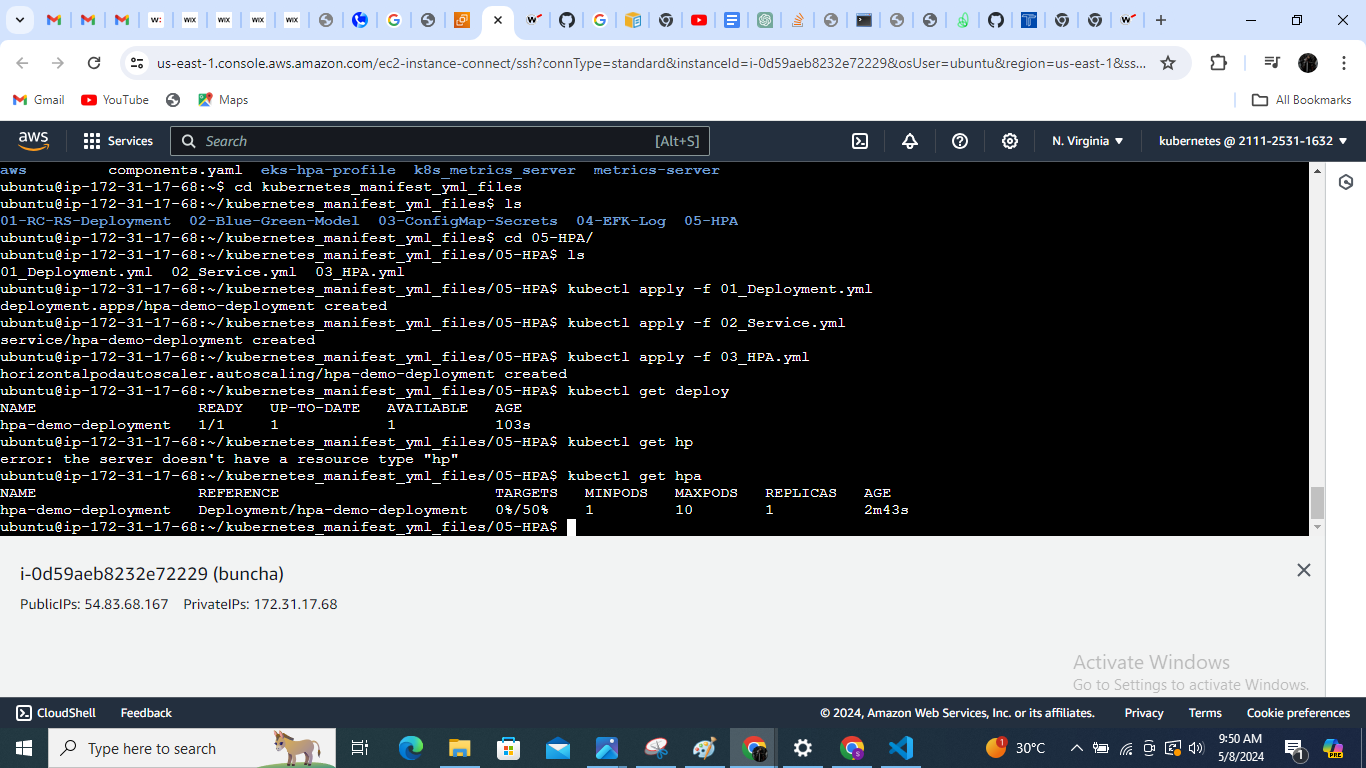 w:
WiX
WiX
WiX
WiX
us-east-1.console.aws.amazon.com/ec2-instance-connect/ssh?connType=standard&instanceId=i-0d59aeb8232e72229&osUser=ubuntu&region=us-east-1&ss...
Gmail YouTube Maps All Bookmarks
aws Services Search [Alt+S] N. Virginia kubernetes @ 2111-2531-1632
aws components.yaml eks-hpa-profile k8s_metrics_server metrics-server
ubuntu@ip-172-31-17-68:~$ cd kubernetes_manifest_yml_files
ubuntu@ip-172-31-17-68:~/kubernetes_manifest_yml_files$ ls
01-RC-RS-Deployment 02-Blue-Green-Model 03-ConfigMap-Secrets 04-EFK-Log 05-HPA
ubuntu@ip-172-31-17-68:~/kubernetes_manifest_yml_files$ cd 05-HPA/
ubuntu@ip-172-31-17-68:~/kubernetes_manifest_yml_files/05-HPA$ ls
01_Deployment.yml 02_Service.yml 03_HPA.yml
ubuntu@ip-172-31-17-68:~/kubernetes_manifest_yml_files/05-HPA$ kubectl apply -f 01_Deployment.yml
deployment.apps/hpa-demo-deployment created
ubuntu@ip-172-31-17-68:~/kubernetes_manifest_yml_files/05-HPA$ kubectl apply -f 02_Service.yml
service/hpa-demo-deployment created
ubuntu@ip-172-31-17-68:~/kubernetes_manifest_yml_files/05-HPA$ kubectl apply -f 03_HPA.yml
horizontalpodautoscaler.autoscaling/hpa-demo-deployment created
ubuntu@ip-172-31-17-68:~/kubernetes_manifest_yml_files/05-HPA$ kubectl get deploy
NAME READY UP-TO-DATE AVAILABLE AGE
hpa-demo-deployment 1/1 1 1 103s
ubuntu@ip-172-31-17-68:~/kubernetes_manifest_yml_files/05-HPA$ kubectl get hp
error: the server doesn't have a resource type "hp"
ubuntu@ip-172-31-17-68:~/kubernetes_manifest_yml_files/05-HPA$ kubectl get hpa
NAME REFERENCE TARGETS MINPODS MAXPODS REPLICAS AGE
hpa-demo-deployment Deployment/hpa-demo-deployment 0%/50% 1 10 1 2m43s
ubuntu@ip-172-31-17-68:~/kubernetes_manifest_yml_files/05-HPA$
i-0d59aeb8232e72229 (buncha)
PublicIPs: 54.83.68.167 PrivateIPs: 172.31.17.68
Activate Windows
Go to Settings to activate Windows.
CloudShell Feedback © 2024, Amazon Web Services, Inc. or its affiliates. Privacy Terms Cookie preferences
Type here to search 1 30°C 9:50 AM 1 PRE
5/8/2024